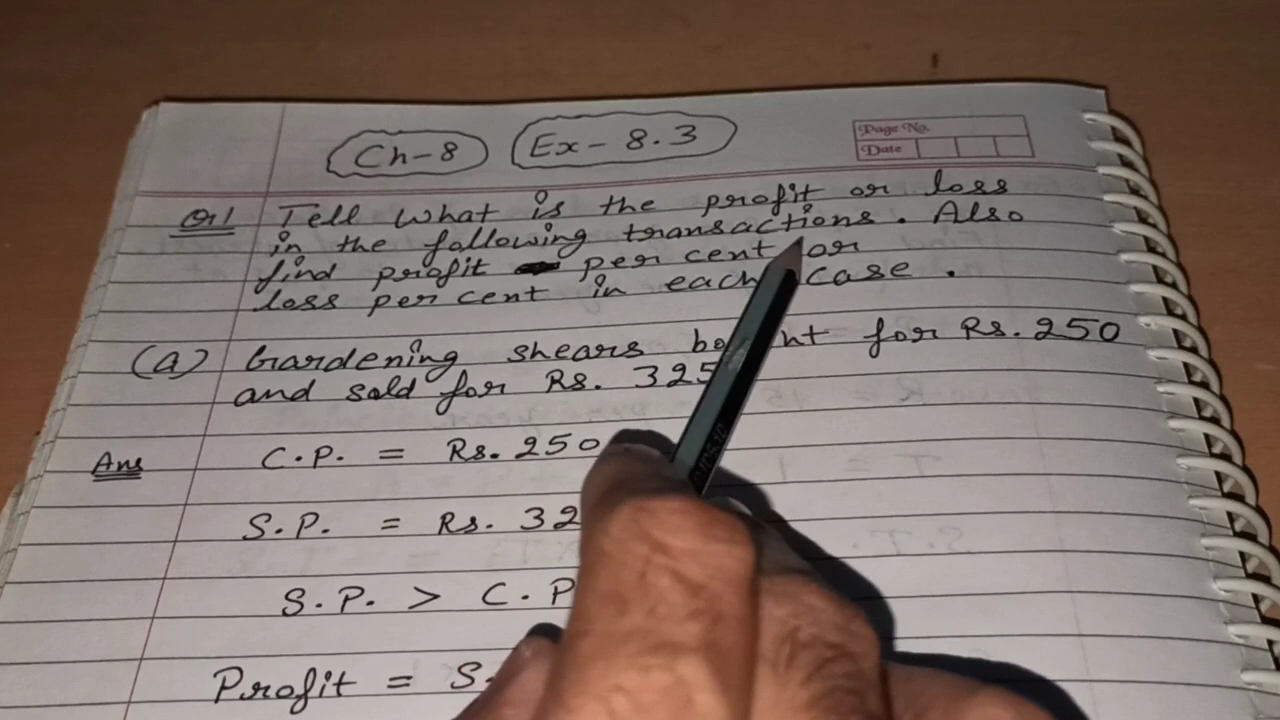 Ch-8 Ex-8.3
Page No.
Date
Q1 Tell what is the profit or loss
in the following transactions. Also
find profit per cent or
loss per cent in each case.
(a) Gardening shears for Rs. 250
and sold for Rs. 325
Ans C.P. = Rs. 250
S.P. = Rs. 32
S.P. > C.P
Profit = S.